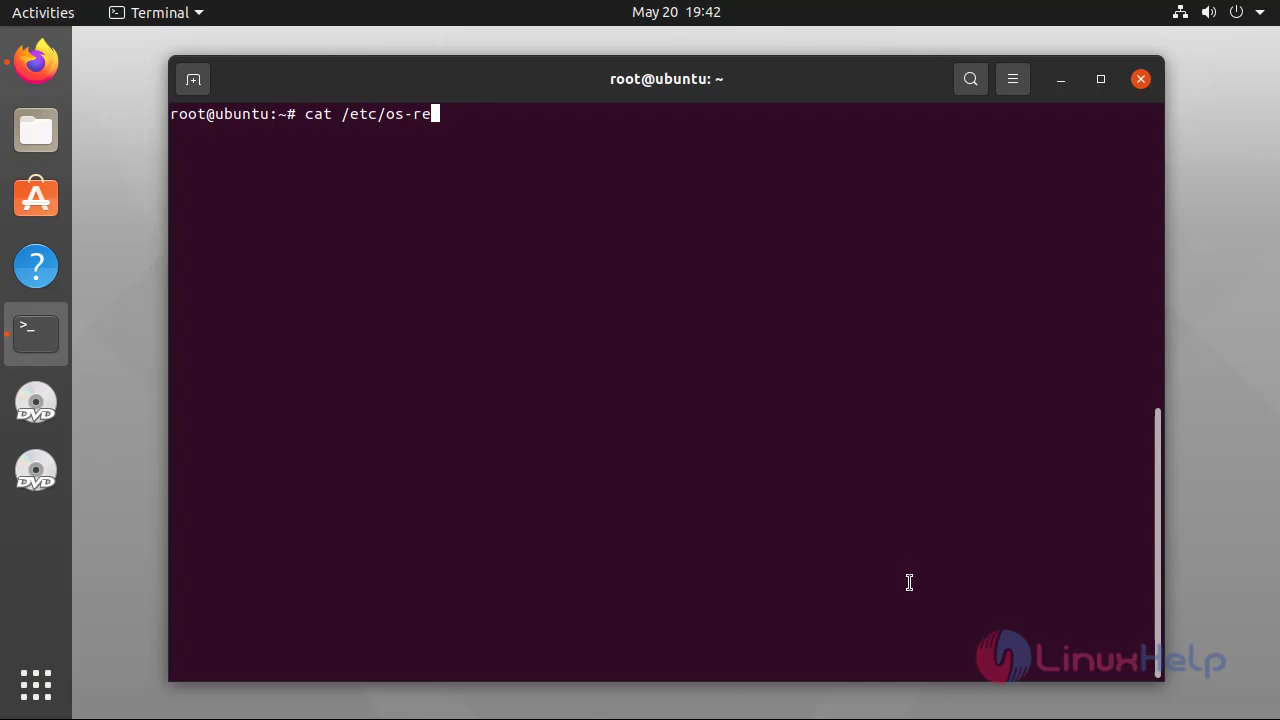 Activities Terminal May 20 19:42
root@ubuntu: ~
root@ubuntu:~# cat /etc/os-re
?
>_
DVD
DVD
LinuxHelp